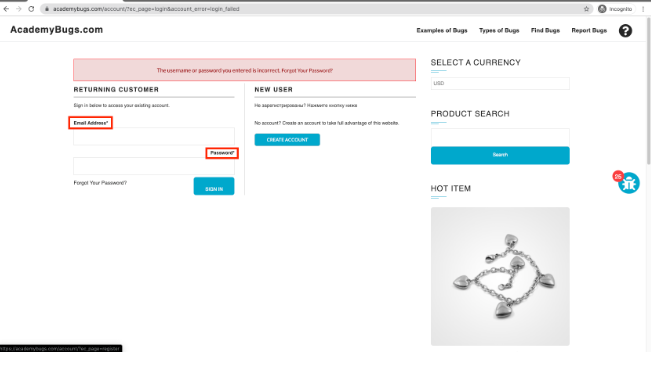 academybugs.com/account/?ec_page=login&account_error=login_failed
Incognito
AcademyBugs.com
Examples of Bugs
Types of Bugs
Find Bugs
Report Bugs
?
The username or password you entered is incorrect. Forgot Your Password?
RETURNING CUSTOMER
Sign in below to access your existing account.
Email Address*
Password*
Forgot Your Password?
SIGN IN
NEW USER
Не зарегистрированы? Нажмите кнопку ниже
No account? Create an account to take full advantage of this website.
CREATE ACCOUNT
SELECT A CURRENCY
USD
PRODUCT SEARCH
Search
HOT ITEM
https://academybugs.com/account/?ec_page=register